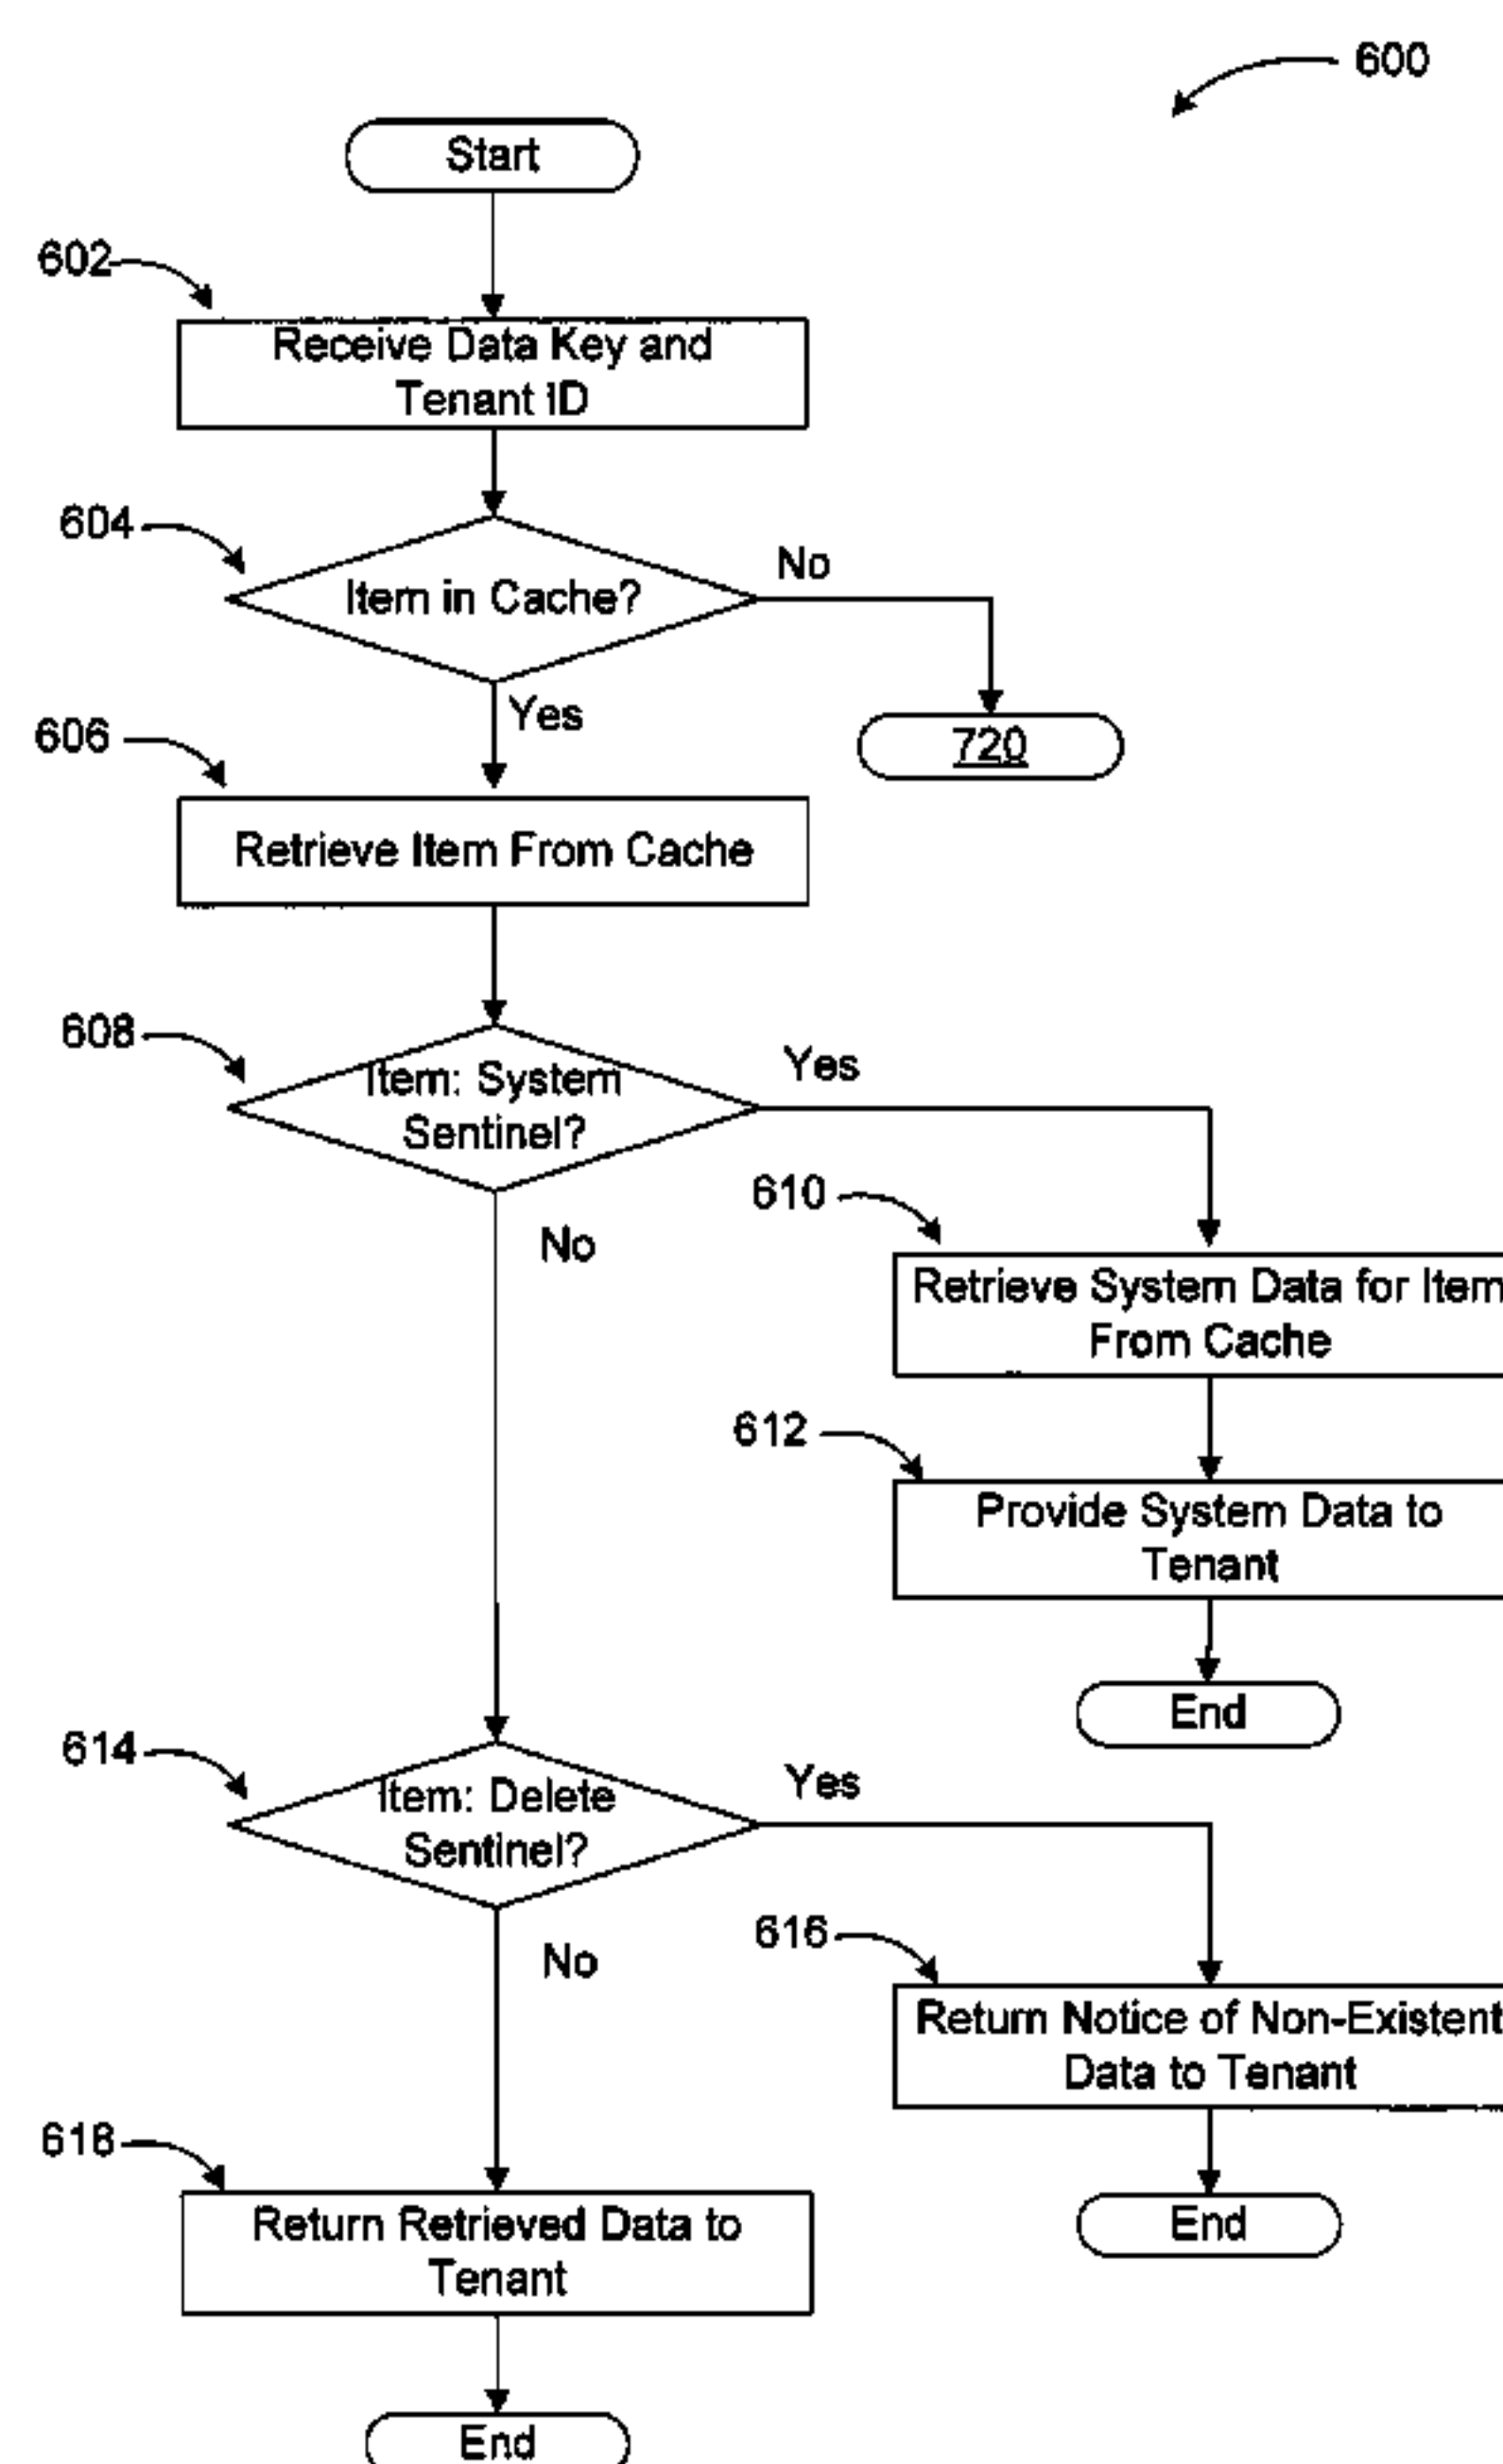 600
Start
602
Receive Data Key and
Tenant ID
604
Item in Cache?
No
Yes
720
606
Retrieve Item From Cache
608
Item: System
Sentinel?
Yes
No
610
Retrieve System Data for Item
From Cache
612
Provide System Data to
Tenant
End
614
Item: Delete
Sentinel?
Yes
No
616
Return Notice of Non-Existent
Data to Tenant
End
618
Return Retrieved Data to
Tenant
End